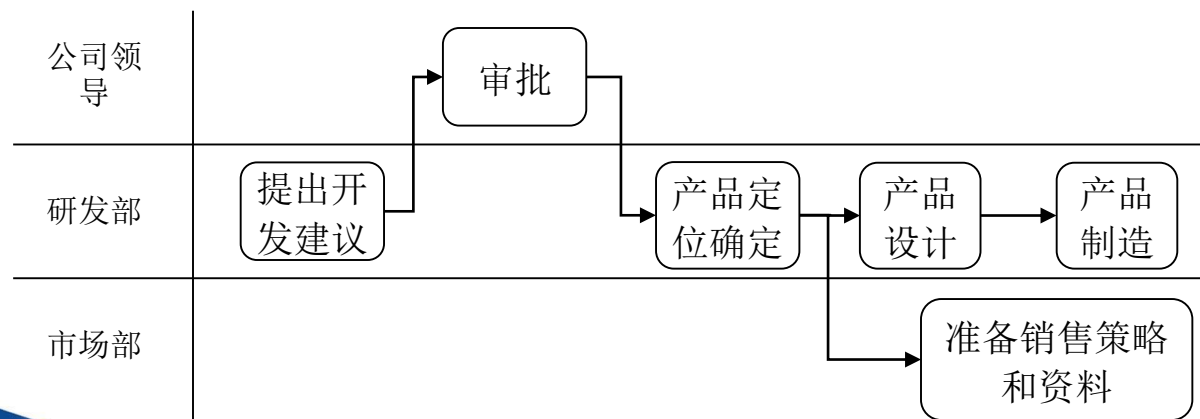 公司领
导
审批
研发部
提出开
发建议
产品定
位确定
产品
设计
产品
制造
市场部
准备销售策略
和资料